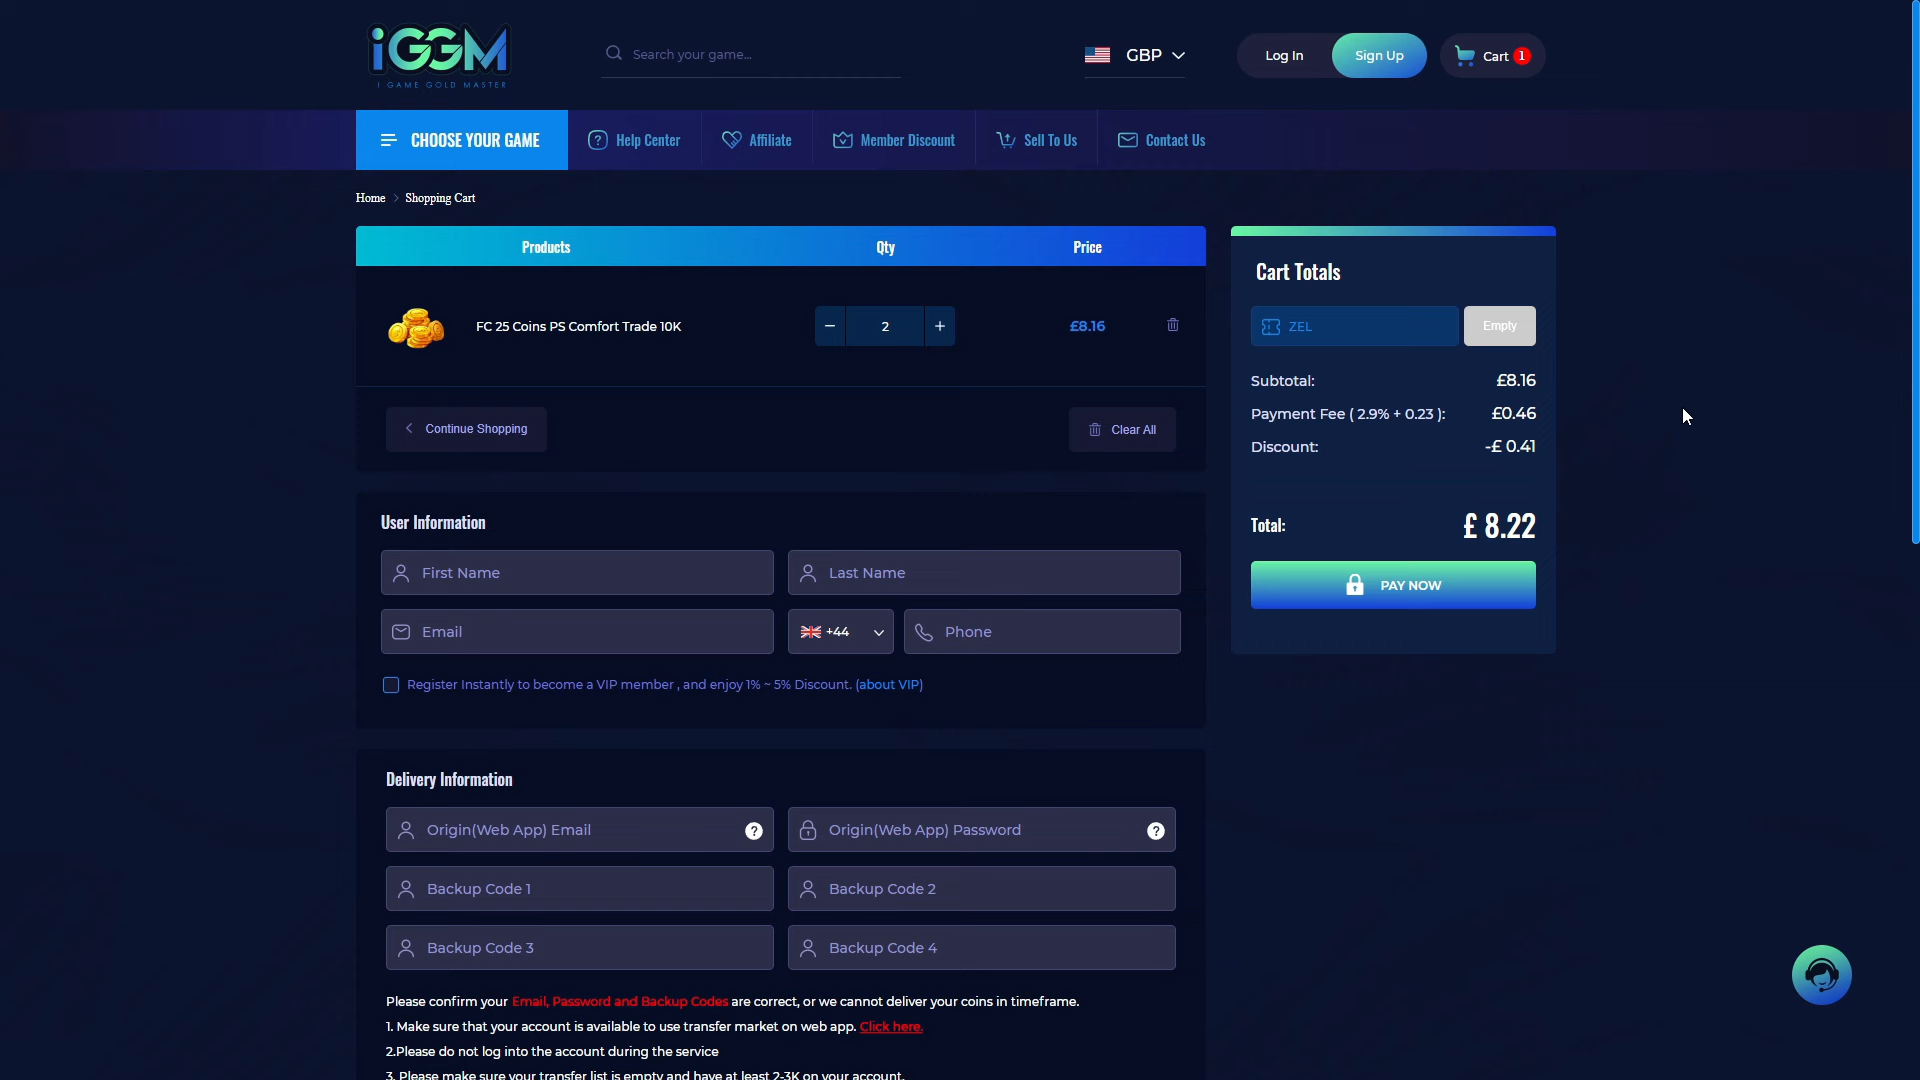 iGGM
I GAME GOLD MASTER
Search your game...
GBP
Log In
Sign Up
Cart 1
CHOOSE YOUR GAME
Help Center
Affiliate
Member Discount
Sell To Us
Contact Us
Home > Shopping Cart
Products Qty Price
FC 25 Coins PS Comfort Trade 10K
− 2 +
£8.16
Continue Shopping
Clear All
Cart Totals
ZEL
Empty
Subtotal: £8.16
Payment Fee ( 2.9% + 0.23 ): £0.46
Discount: -£ 0.41
Total: £ 8.22
PAY NOW
User Information
First Name
Last Name
Email
+44
Phone
Register Instantly to become a VIP member , and enjoy 1% ~ 5% Discount. (about VIP)
Delivery Information
Origin(Web App) Email ?
Origin(Web App) Password ?
Backup Code 1
Backup Code 2
Backup Code 3
Backup Code 4
Please confirm your Email, Password and Backup Codes are correct, or we cannot deliver your coins in timeframe.
1. Make sure that your account is available to use transfer market on web app. Click here.
2.Please do not log into the account during the service
3. Please make sure your transfer list is empty and have at least 2-3K on your account.